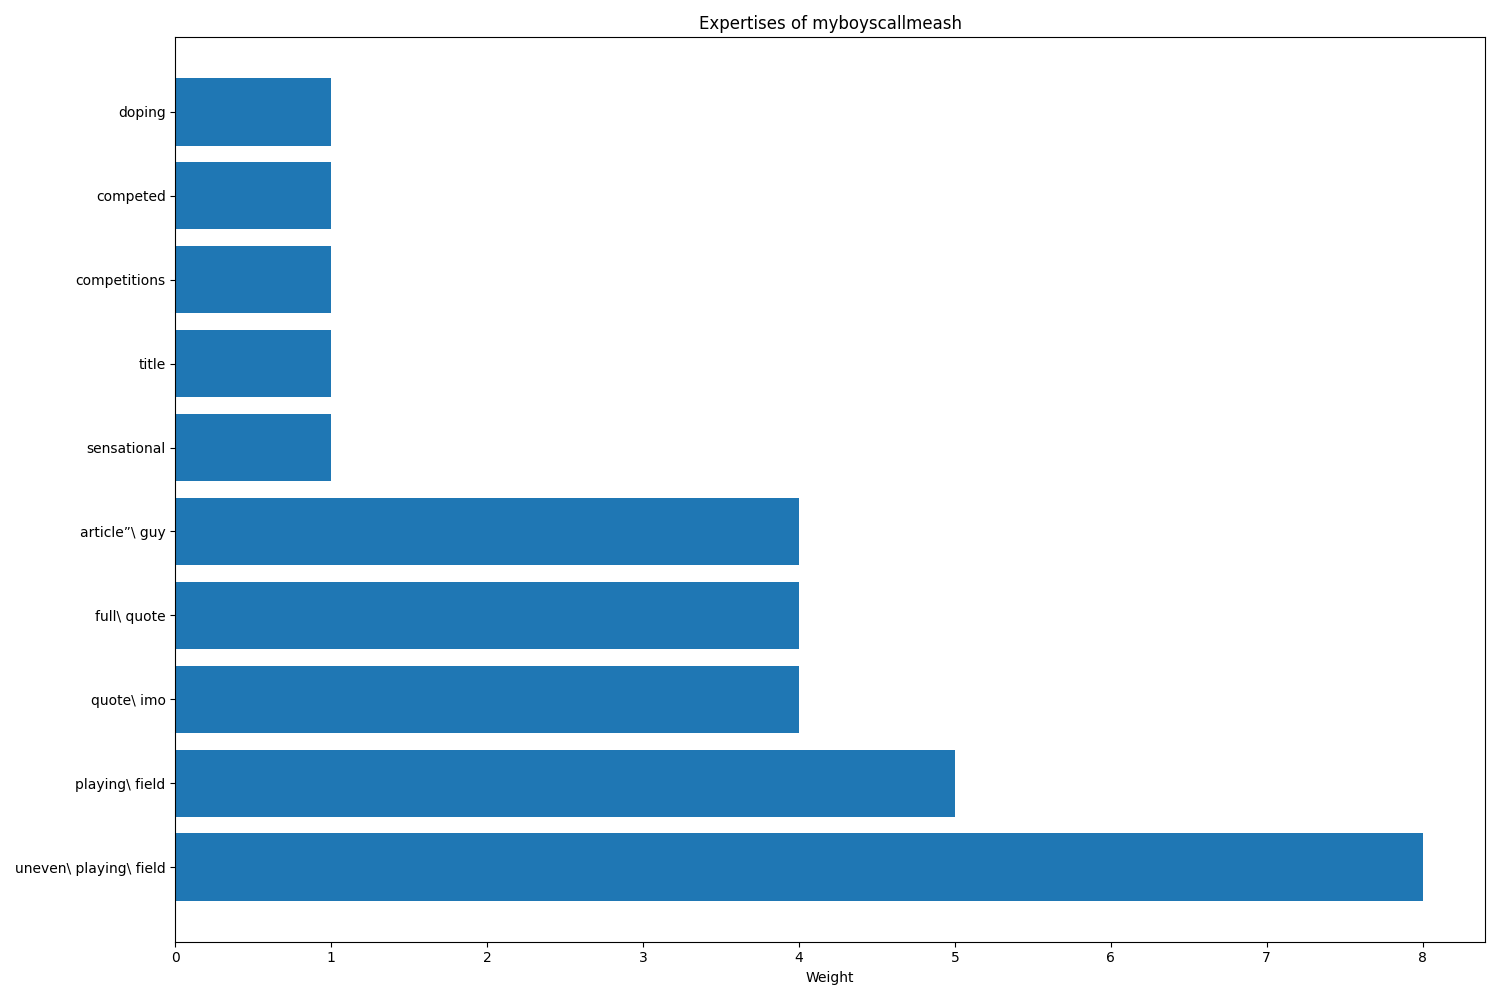 Expertises of myboyscallmeash
doping
competed
competitions
title
sensational
article”\ guy
full\ quote
quote\ imo
playing\ field
uneven\ playing\ field
0 1 2 3 4 5 6 7 8
Weight